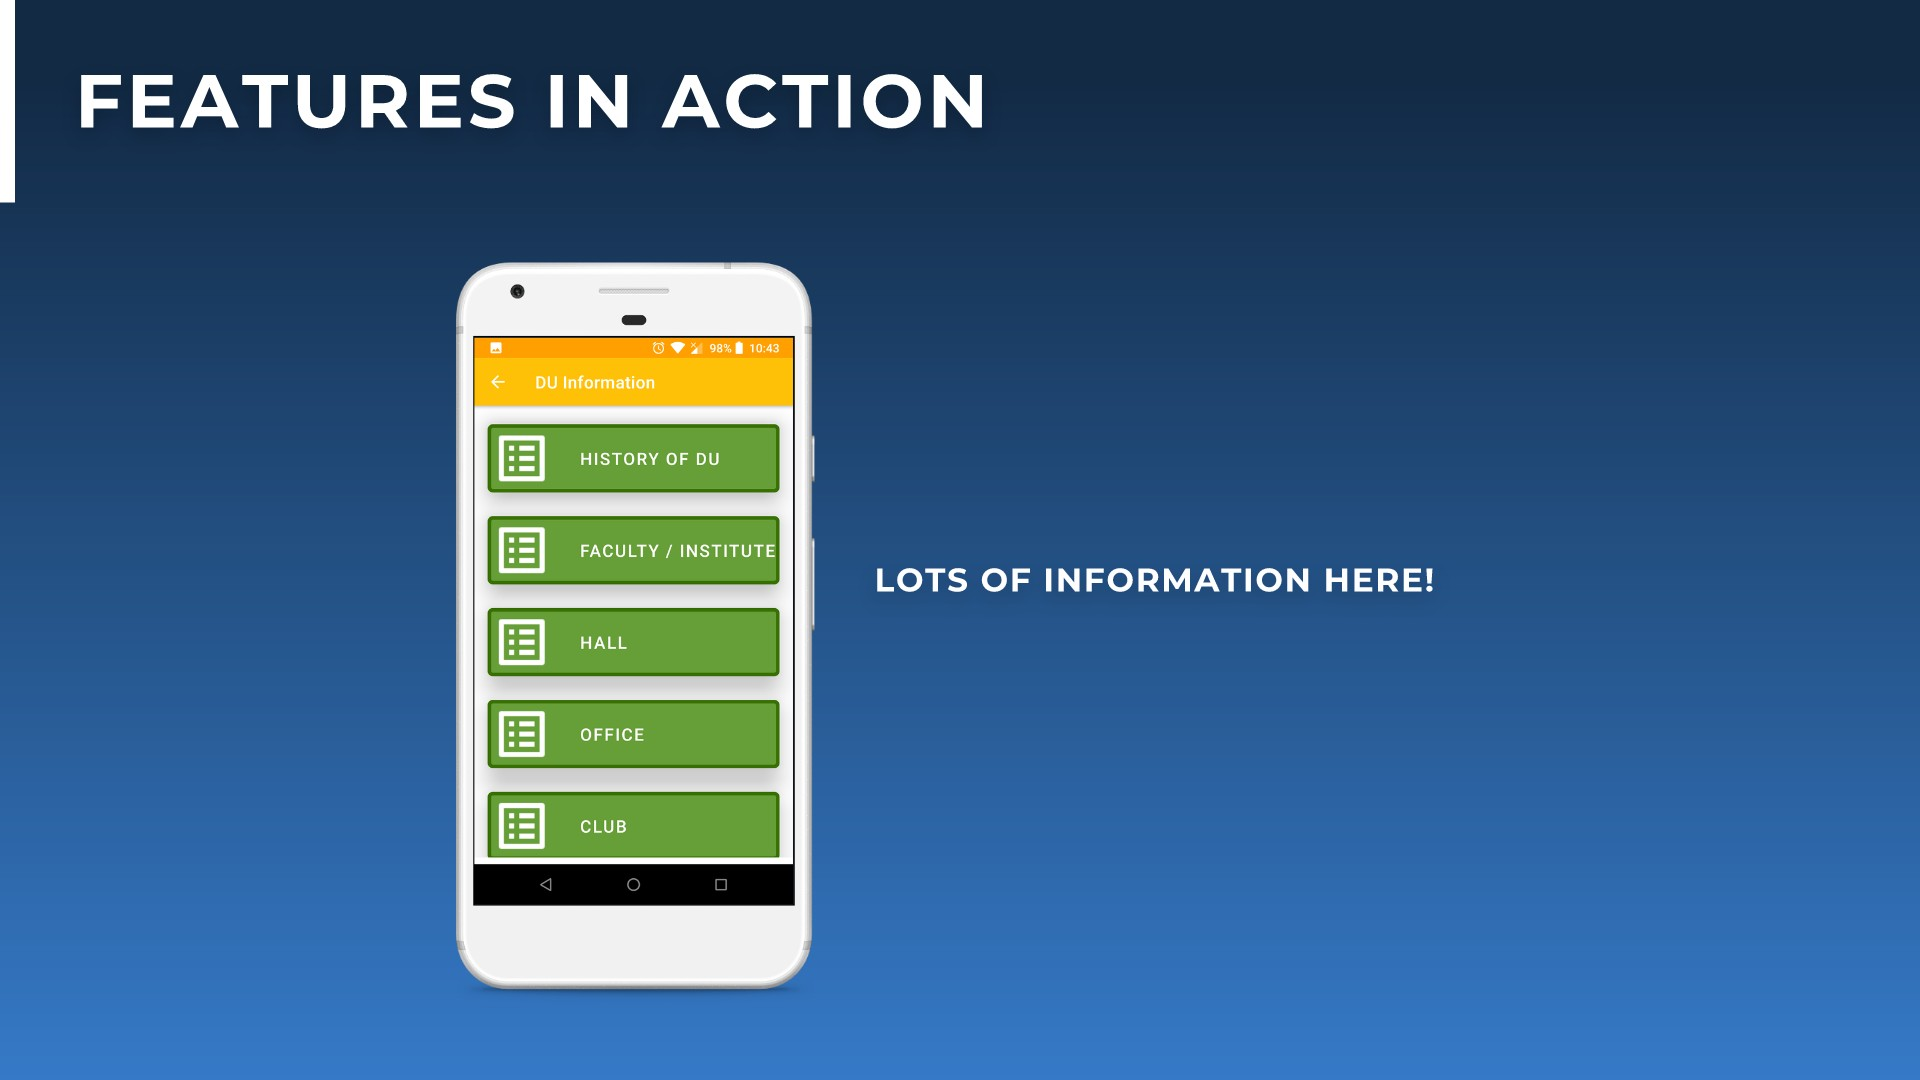 FEATURES IN ACTION
98% 10:43
DU Information
HISTORY OF DU
FACULTY / INSTITUTE
HALL
OFFICE
CLUB
LOTS OF INFORMATION HERE!